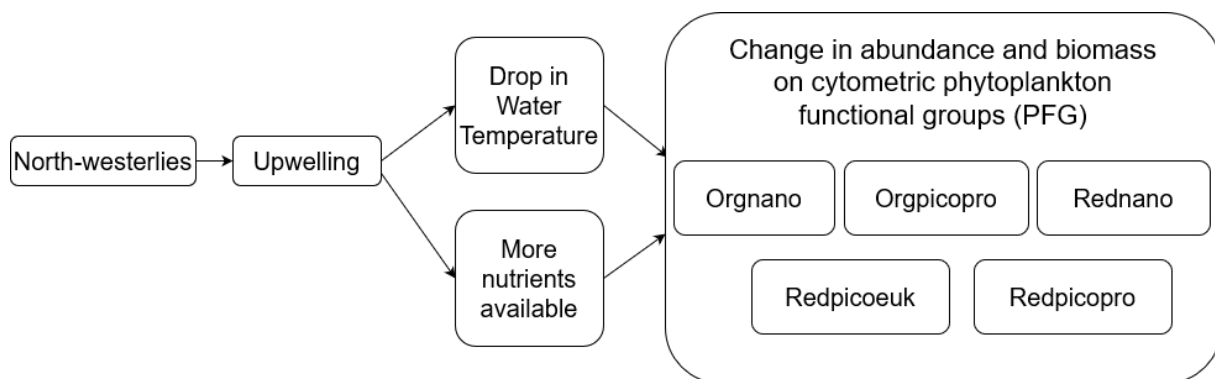 North-westerlies
Upwelling
Drop in
Water
Temperature
More
nutrients
available
Change in abundance and biomass
on cytometric phytoplankton
functional groups (PFG)
Orgnano
Orgpicopro
Rednano
Redpicoeuk
Redpicopro